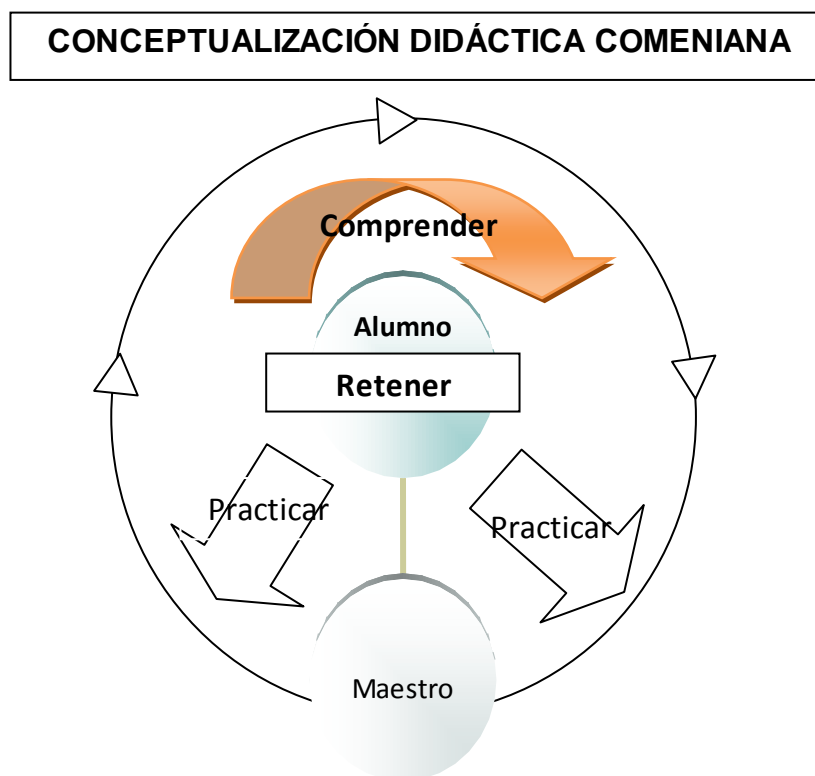 CONCEPTUALIZACIÓN DIDÁCTICA COMENIANA
Comprender
Alumno
Retener
Practicar
Practicar
Maestro